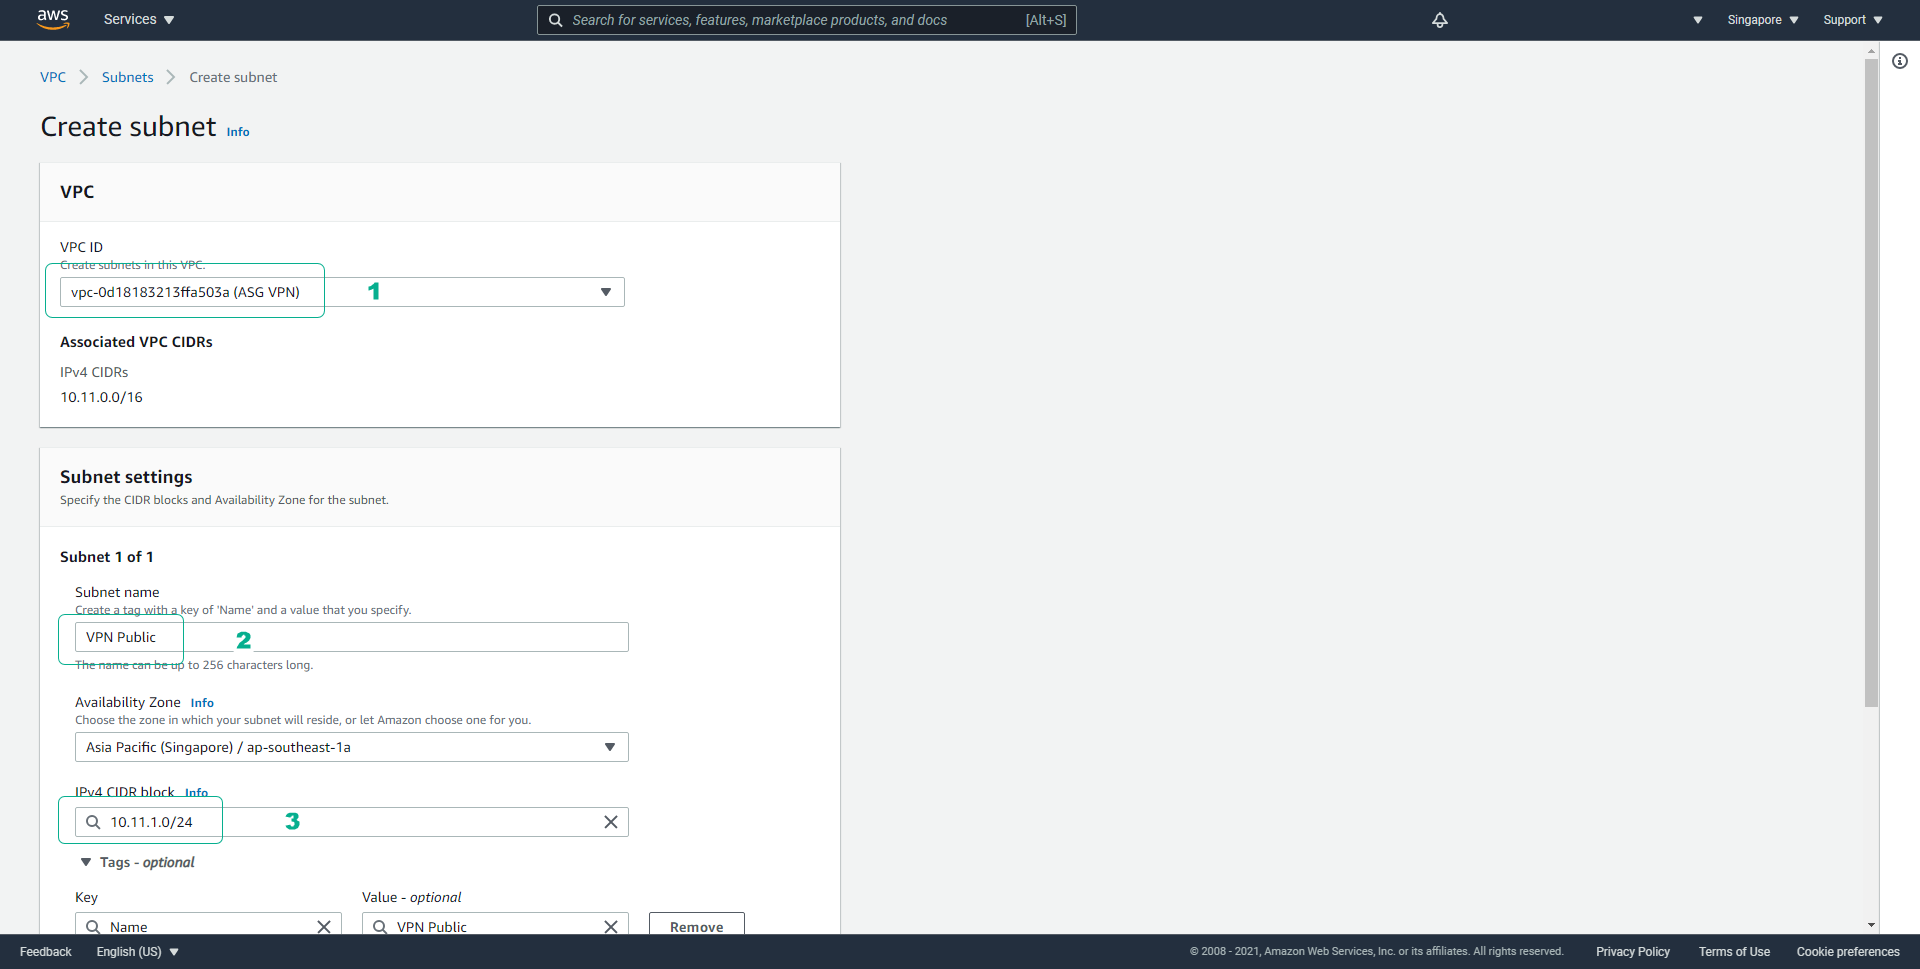 aws Services Search for services, features, marketplace products, and docs [Alt+S] Singapore Support
VPC Subnets Create subnet
Create subnet Info
VPC
VPC ID
Create subnets in this VPC.
vpc-0d18183213ffa503a (ASG VPN) 1
Associated VPC CIDRs
IPv4 CIDRs
10.11.0.0/16
Subnet settings
Specify the CIDR blocks and Availability Zone for the subnet.
Subnet 1 of 1
Subnet name
Create a tag with a key of 'Name' and a value that you specify.
VPN Public 2
The name can be up to 256 characters long.
Availability Zone Info
Choose the zone in which your subnet will reside, or let Amazon choose one for you.
Asia Pacific (Singapore) / ap-southeast-1a
IPv4 CIDR block Info
10.11.1.0/24 3
Tags - optional
Key Value - optional
Name VPN Public Remove
Feedback English (US) © 2008 - 2021, Amazon Web Services, Inc. or its affiliates. All rights reserved. Privacy Policy Terms of Use Cookie preferences